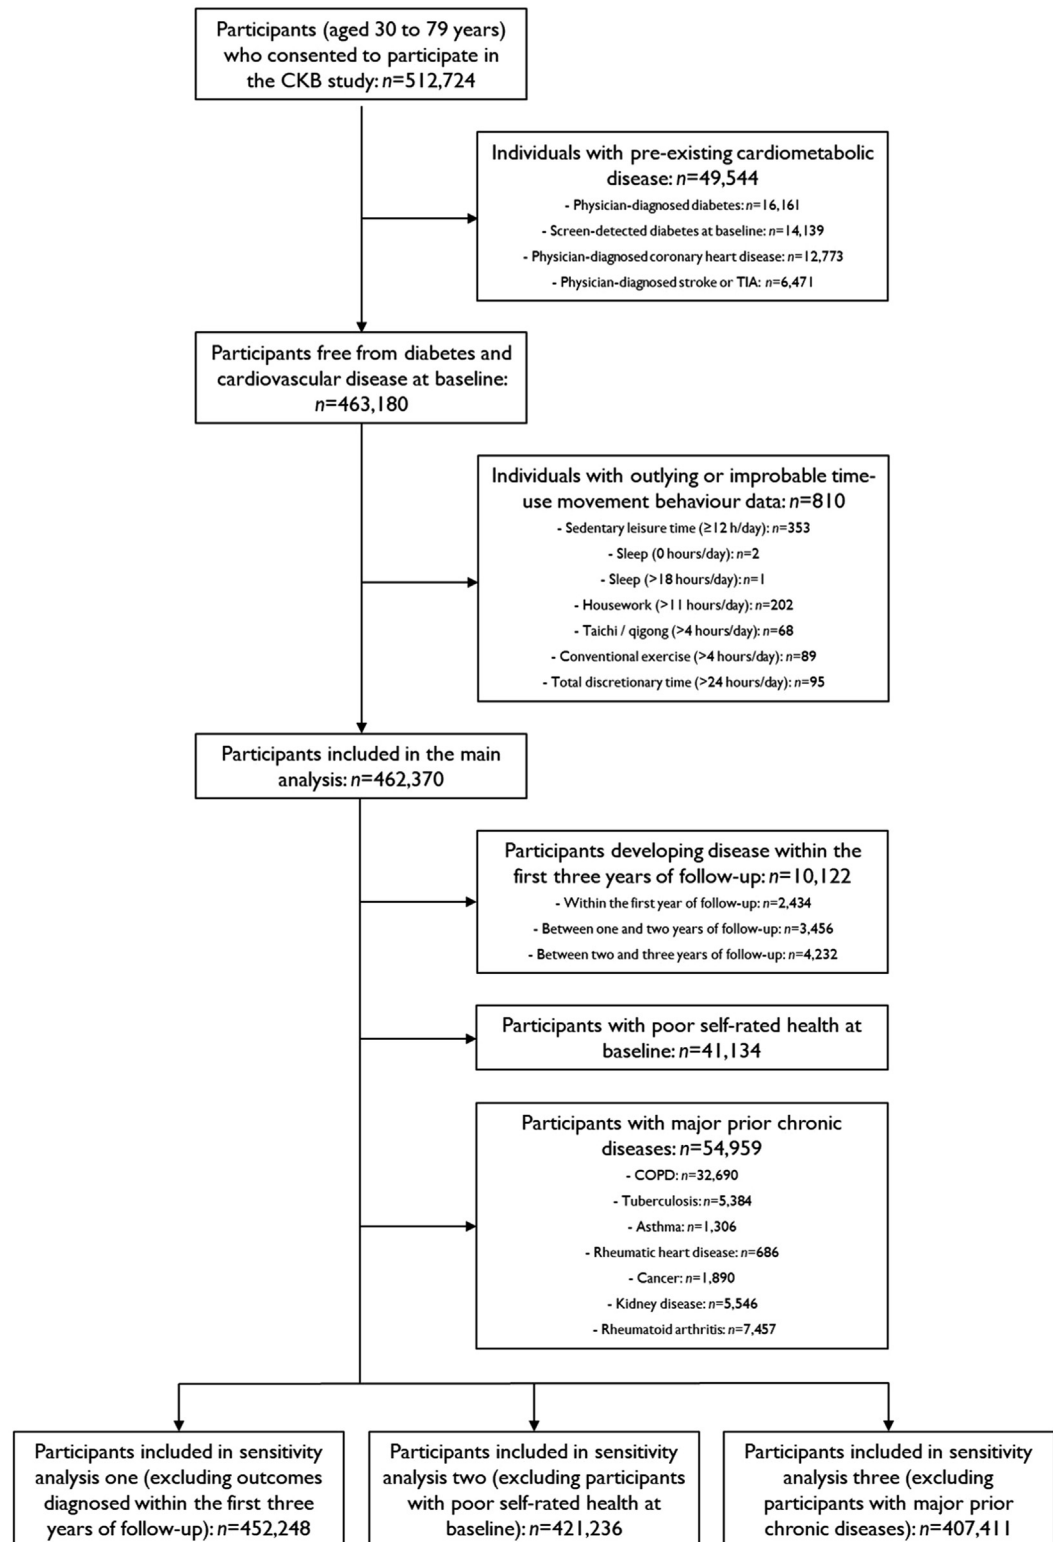 Participants (aged 30 to 79 years)
who consented to participate in
the CKB study: n=512,724
Individuals with pre-existing cardiometabolic
disease: n=49,544
- Physician-diagnosed diabetes: n=16,161
- Screen-detected diabetes at baseline: n=14,139
- Physician-diagnosed coronary heart disease: n=12,773
- Physician-diagnosed stroke or TIA: n=6,471
Participants free from diabetes and
cardiovascular disease at baseline:
n=463,180
Individuals with outlying or improbable time-
use movement behaviour data: n=810
- Sedentary leisure time (≥12 h/day): n=353
- Sleep (0 hours/day): n=2
- Sleep (>18 hours/day): n=1
- Housework (>11 hours/day): n=202
- Taichi / qigong (>4 hours/day): n=68
- Conventional exercise (>4 hours/day): n=89
- Total discretionary time (>24 hours/day): n=95
Participants included in the main
analysis: n=462,370
Participants developing disease within the
first three years of follow-up: n=10,122
- Within the first year of follow-up: n=2,434
- Between one and two years of follow-up: n=3,456
- Between two and three years of follow-up: n=4,232
Participants with poor self-rated health at
baseline: n=41,134
Participants with major prior chronic
diseases: n=54,959
- COPD: n=32,690
- Tuberculosis: n=5,384
- Asthma: n=1,306
- Rheumatic heart disease: n=686
- Cancer: n=1,890
- Kidney disease: n=5,546
- Rheumatoid arthritis: n=7,457
Participants included in sensitivity
analysis one (excluding outcomes
diagnosed within the first three
years of follow-up): n=452,248
Participants included in sensitivity
analysis two (excluding participants
with poor self-rated health at
baseline): n=421,236
Participants included in sensitivity
analysis three (excluding
participants with major prior
chronic diseases): n=407,411